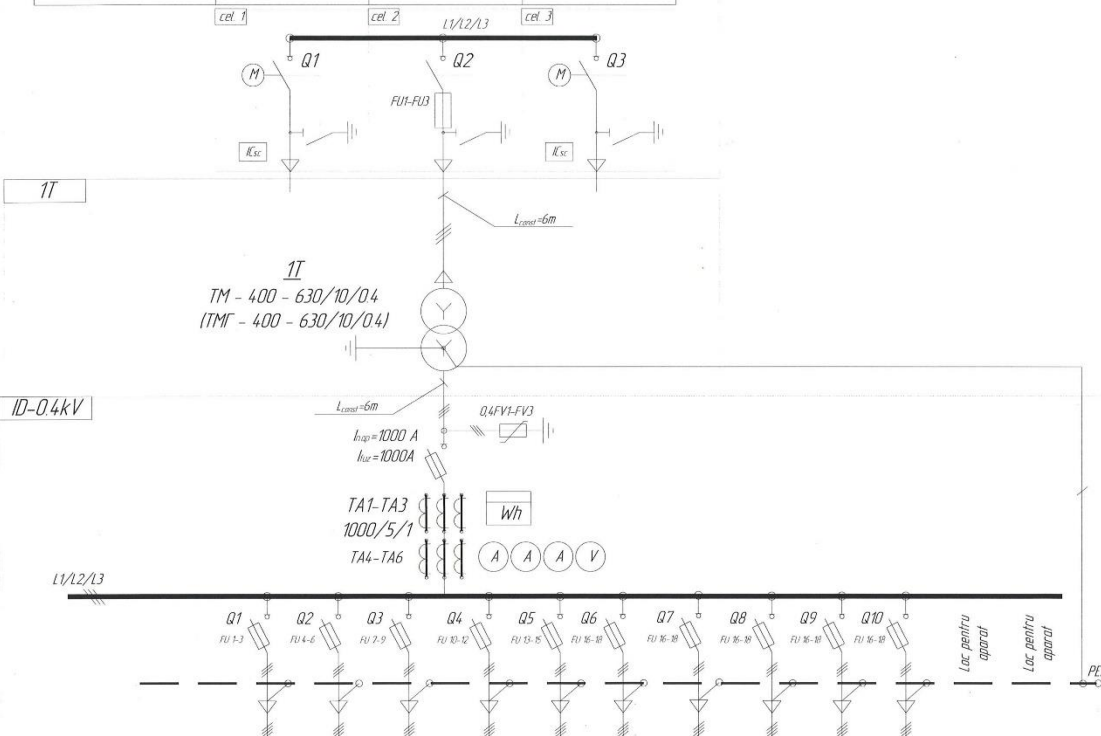 cel. 1
cel. 2
cel. 3
L1/L2/L3
Q1
Q2
Q3
M
M
FU1-FU3
ICsc
ICsc
1T
Lconst=6m
1T
TM - 400 - 630/10/0.4
(TMГ - 400 - 630/10/0.4)
ID-0.4kV
Lconst=6m
0,4FV1-FV3
Iпар=1000 A
Ifuz=1000A
TA1-TA3
1000/5/1
Wh
TA4-TA6
A
A
A
V
L1/L2/L3
Q1
Q2
Q3
Q4
Q5
Q6
Q7
Q8
Q9
Q10
FU 1-3
FU 4-6
FU 7-9
FU 10-12
FU 13-15
FU 16-18
FU 16-18
FU 16-18
FU 16-18
FU 16-18
Loc pentru
aparat
Loc pentru
aparat